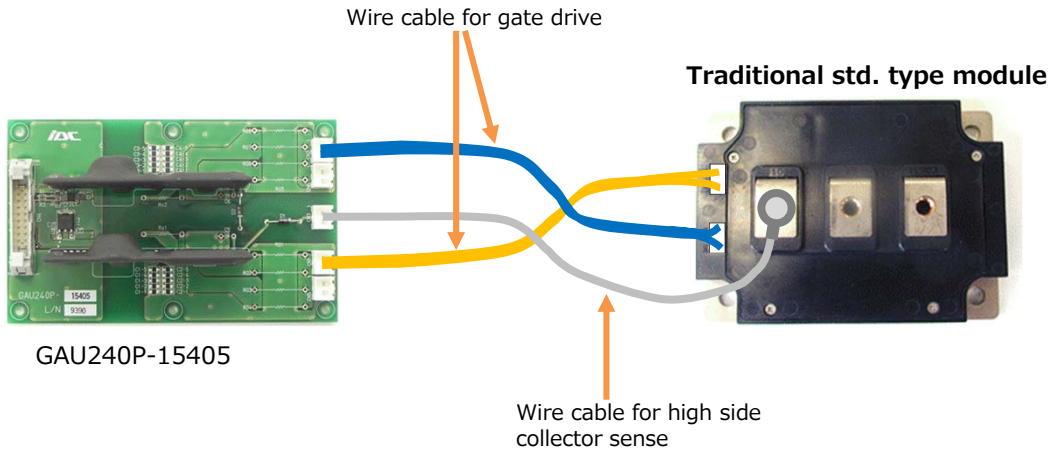 Wire cable for gate drive
Traditional std. type module
IDC
GAU240P-
15405
L/N
9390
GAU240P-15405
Wire cable for high side
collector sense